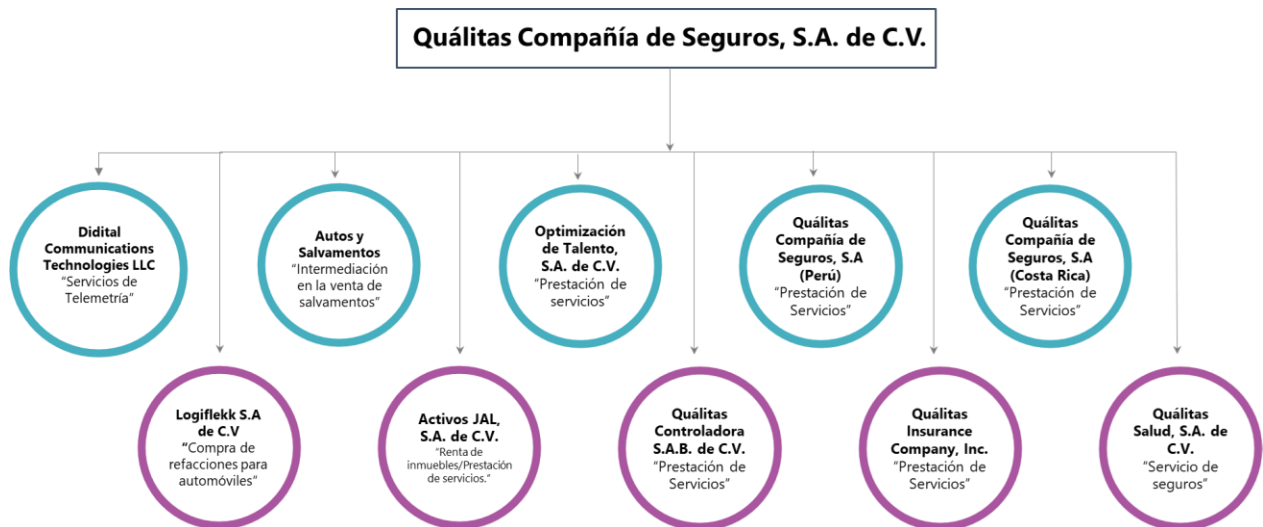 Quálitas Compañía de Seguros, S.A. de C.V.
Didital
Communications
Technologies LLC
“Servicios de
Telemetría”
Autos y
Salvamentos
“Intermediación
en la venta de
salvamentos”
Optimización
de Talento,
S.A. de C.V.
“Prestación de
servicios”
Quálitas
Compañía de
Seguros, S.A
(Perú)
“Prestación de
Servicios”
Quálitas
Compañía de
Seguros, S.A
(Costa Rica)
“Prestación de
Servicios”
Logiflekk S.A
de C.V
“Compra de
refacciones para
automóviles”
Activos JAL,
S.A. de C.V.
“Renta de
inmuebles/Prestación
de servicios.”
Quálitas
Controladora
S.A.B. de C.V.
“Prestación de
Servicios”
Quálitas
Insurance
Company, Inc.
“Prestación de
Servicios”
Quálitas
Salud, S.A. de
C.V.
“Servicio de
seguros”